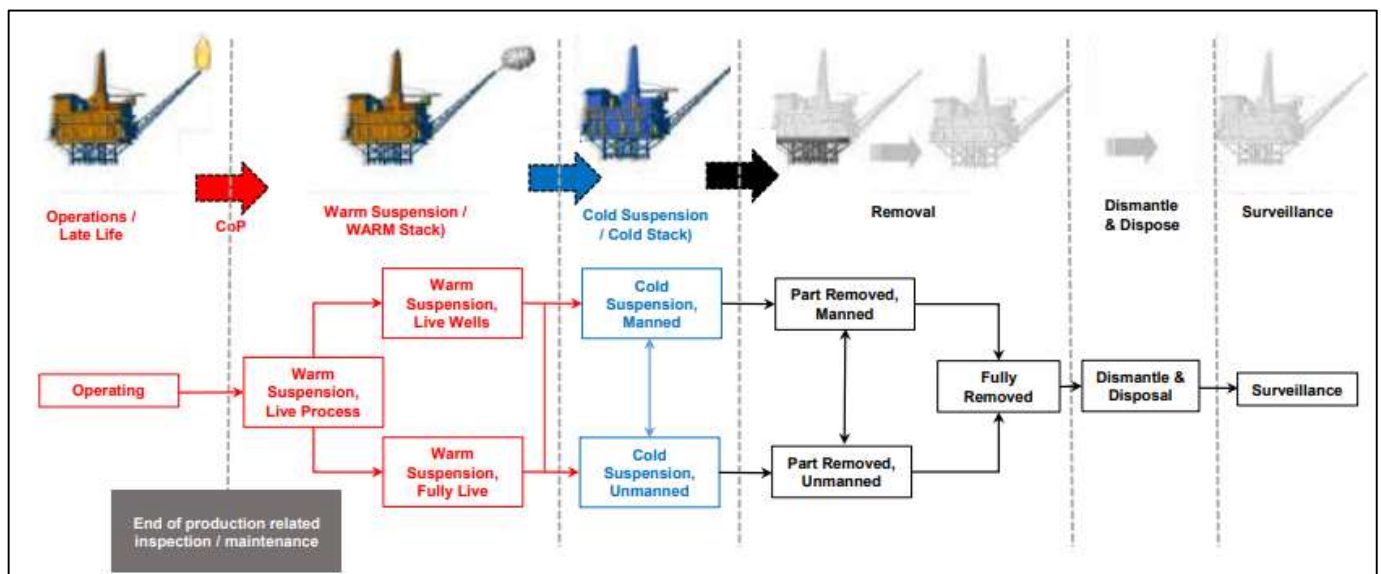 Operations /
Late Life
CoP
Warm Suspension /
WARM Stack)
Cold Suspension
/ Cold Stack)
Removal
Dismantle
& Dispose
Surveillance
Operating
Warm
Suspension,
Live Process
Warm
Suspension,
Live Wells
Warm
Suspension,
Fully Live
Cold
Suspension,
Manned
Cold
Suspension,
Unmanned
Part Removed,
Manned
Part Removed,
Unmanned
Fully
Removed
Dismantle &
Disposal
Surveillance
End of production related
inspection / maintenance